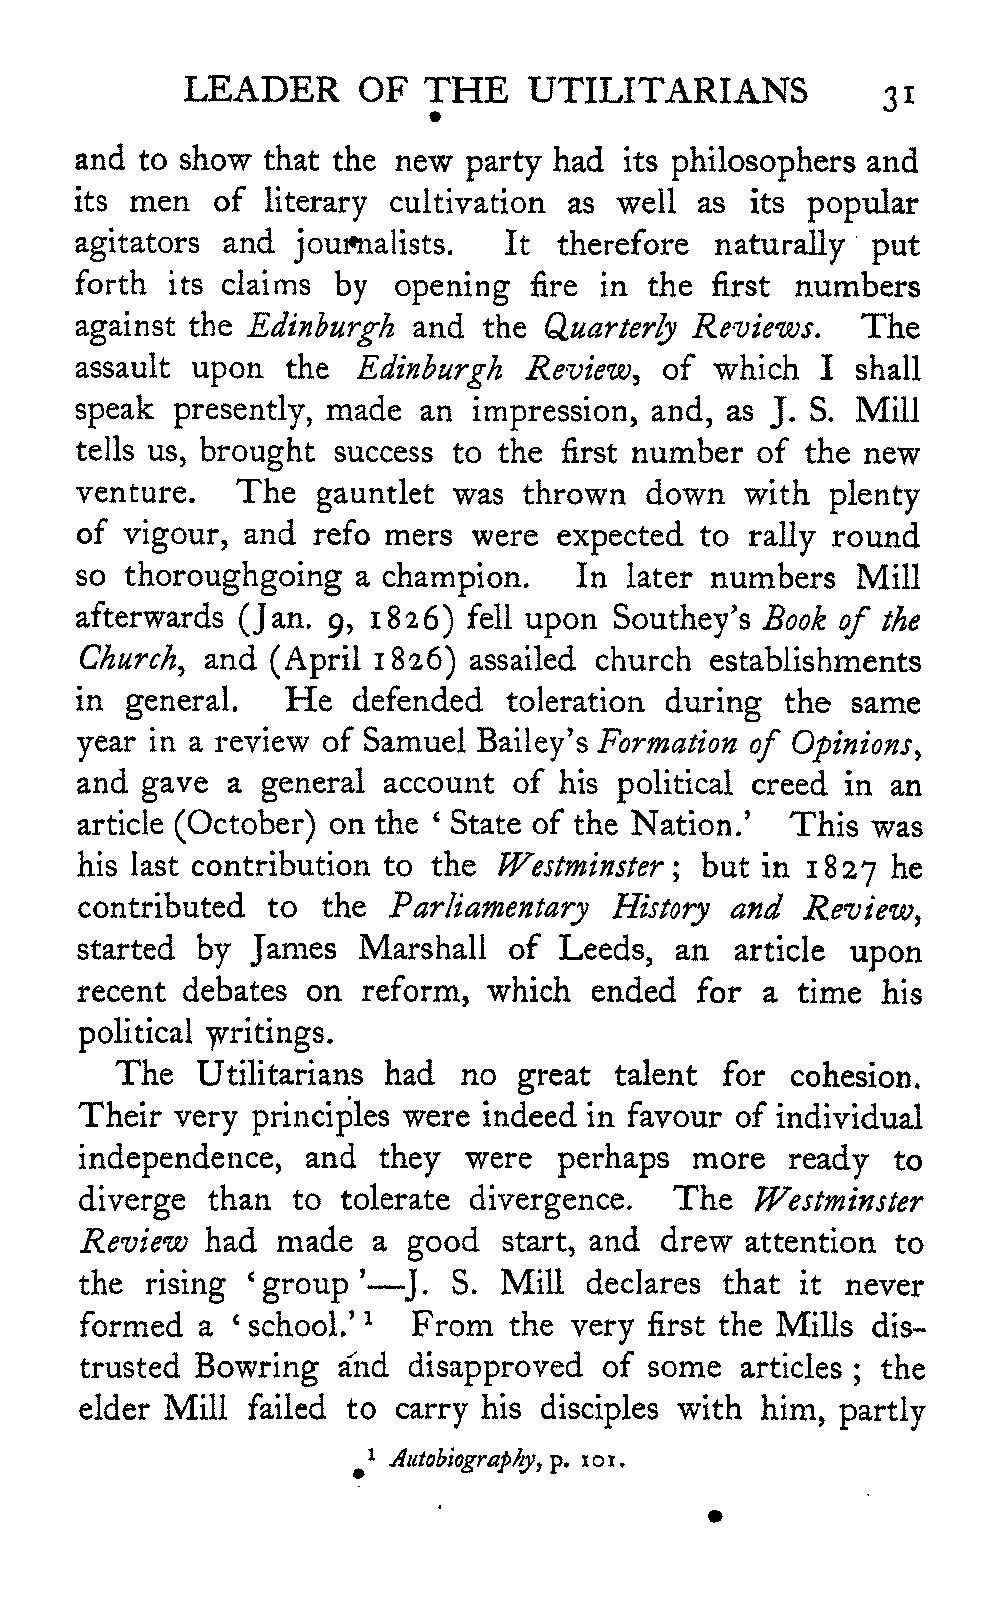 LEADER OF THE UTILITARIANS 31
and to show that the new party had its philosophers and
its men of literary cultivation as well as its popular
agitators and journalists. It therefore naturally put
forth its claims by opening fire in the first numbers
against the Edinburgh and the Quarterly Reviews. The
assault upon the Edinburgh Review, of which I shall
speak presently, made an impression, and, as J. S. Mill
tells us, brought success to the first number of the new
venture. The gauntlet was thrown down with plenty
of vigour, and refo mers were expected to rally round
so thoroughgoing a champion. In later numbers Mill
afterwards (Jan. 9, 1826) fell upon Southey's Book of the
Church, and (April 1826) assailed church establishments
in general. He defended toleration during the same
year in a review of Samuel Bailey's Formation of Opinions,
and gave a general account of his political creed in an
article (October) on the ‘ State of the Nation.’ This was
his last contribution to the Westminster ; but in 1827 he
contributed to the Parliamentary History and Review,
started by James Marshall of Leeds, an article upon
recent debates on reform, which ended for a time his
political writings.
The Utilitarians had no great talent for cohesion.
Their very principles were indeed in favour of individual
independence, and they were perhaps more ready to
diverge than to tolerate divergence. The Westminster
Review had made a good start, and drew attention to
the rising ‘ group ’—J. S. Mill declares that it never
formed a ‘ school.’ ¹ From the very first the Mills dis-
trusted Bowring and disapproved of some articles ; the
elder Mill failed to carry his disciples with him, partly
¹ Autobiography, p. 101.